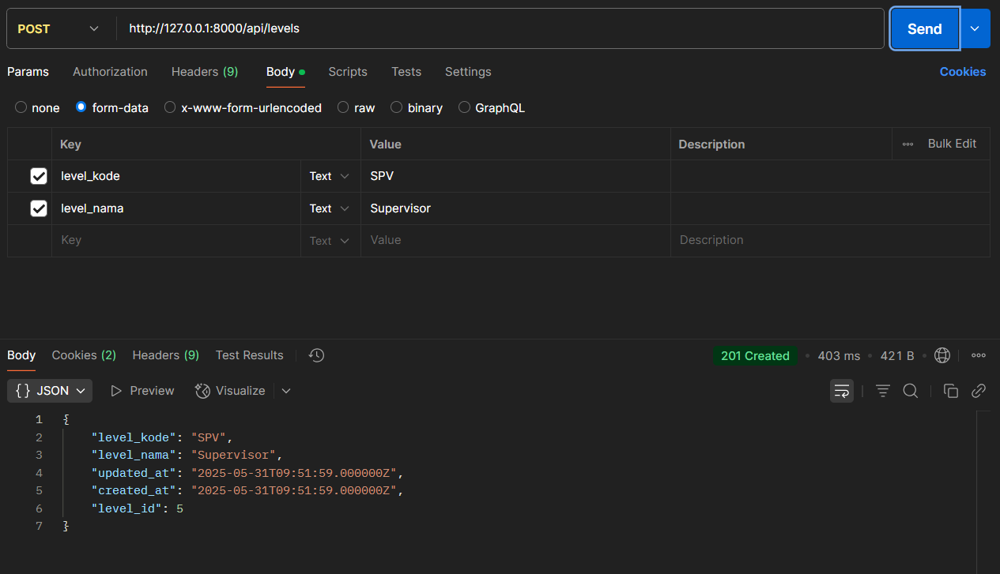 POST http://127.0.0.1:8000/api/levels Send
Params Authorization Headers (9) Body Scripts Tests Settings Cookies
none form-data x-www-form-urlencoded raw binary GraphQL
Key Value Description Bulk Edit
level_kode Text SPV
level_nama Text Supervisor
Key Text Value Description
Body Cookies (2) Headers (9) Test Results 201 Created 403 ms 421 B
{} JSON Preview Visualize
1 {
2 "level_kode": "SPV",
3 "level_nama": "Supervisor",
4 "updated_at": "2025-05-31T09:51:59.000000Z",
5 "created_at": "2025-05-31T09:51:59.000000Z",
6 "level_id": 5
7 }